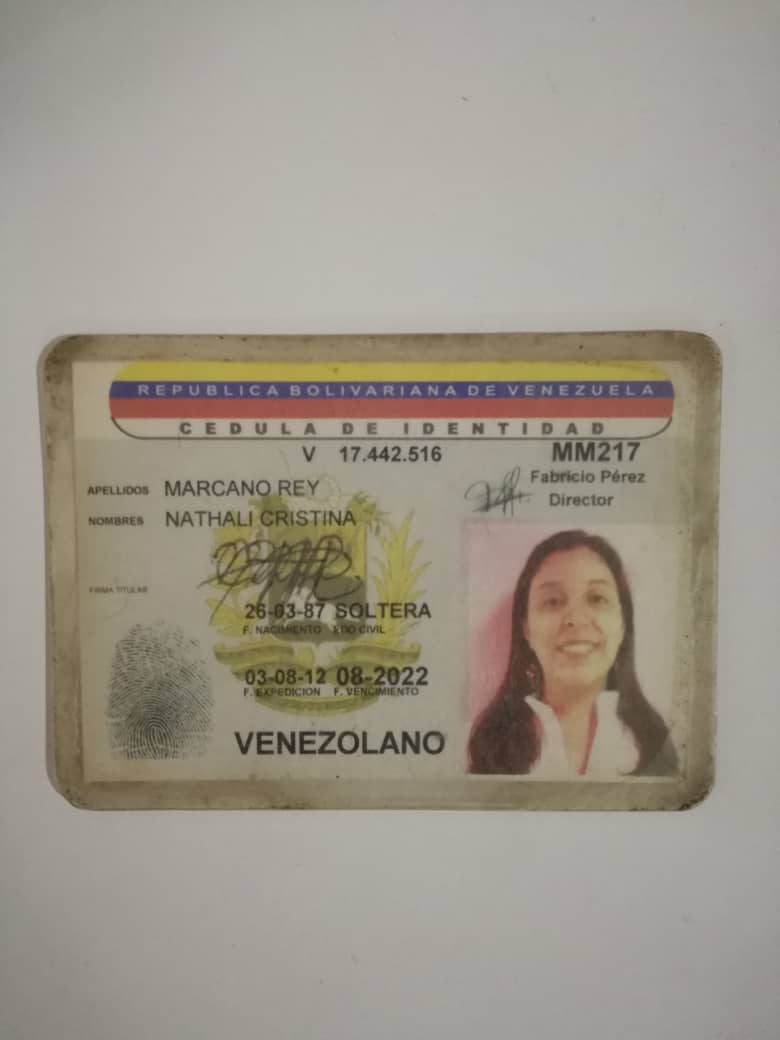 REPUBLICA BOLIVARIANA DE VENEZUELA
CEDULA DE IDENTIDAD
V 17.442.516
MM217
Fabricio Pérez
Director
APELLIDOS MARCANO REY
NOMBRES NATHALI CRISTINA
FIRMA TITULAR
26-03-87 SOLTERA
F. NACIMIENTO EDO CIVIL
03-08-12 08-2022
F. EXPEDICION F. VENCIMIENTO
VENEZOLANO